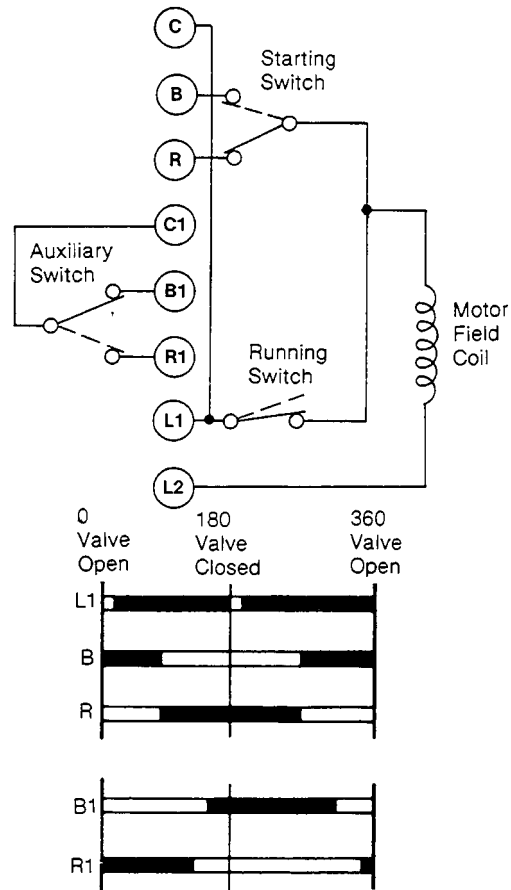 C
Starting
Switch
B
R
C1
Auxiliary
Switch
B1
Motor
Field
Coil
R1
Running
Switch
L1
L2
0
Valve
Open
180
Valve
Closed
360
Valve
Open
L1
B
R
B1
R1